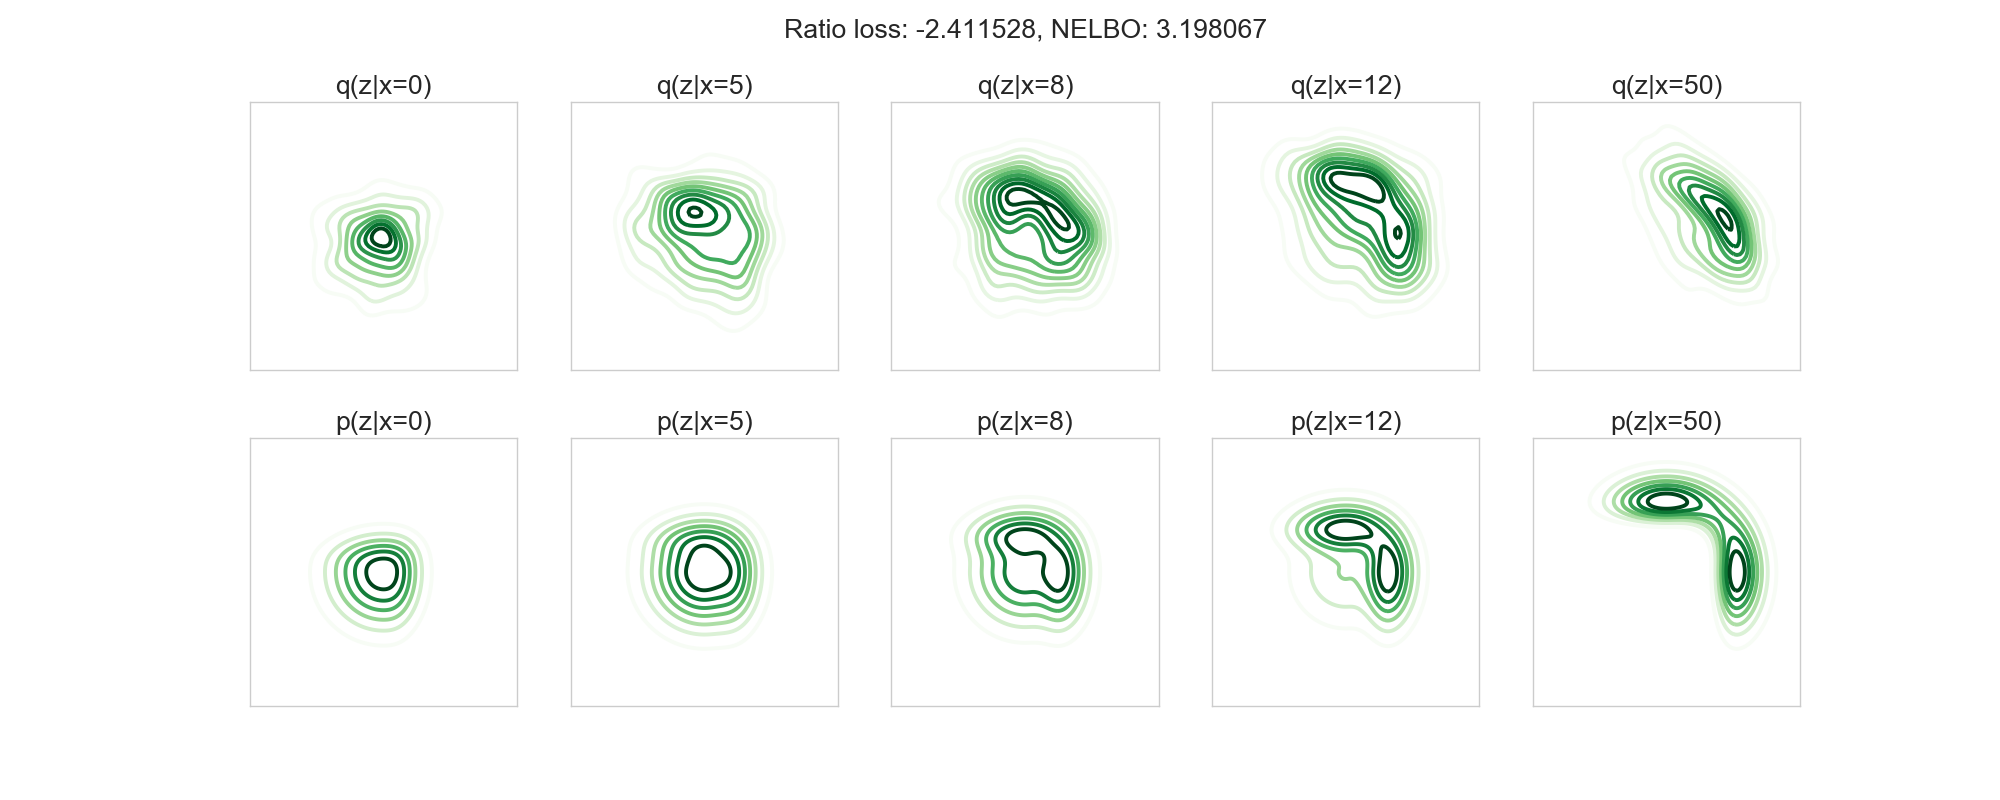 Ratio loss: -2.411528, NELBO: 3.198067
q(z|x=0) q(z|x=5) q(z|x=8) q(z|x=12) q(z|x=50)
p(z|x=0) p(z|x=5) p(z|x=8) p(z|x=12) p(z|x=50)